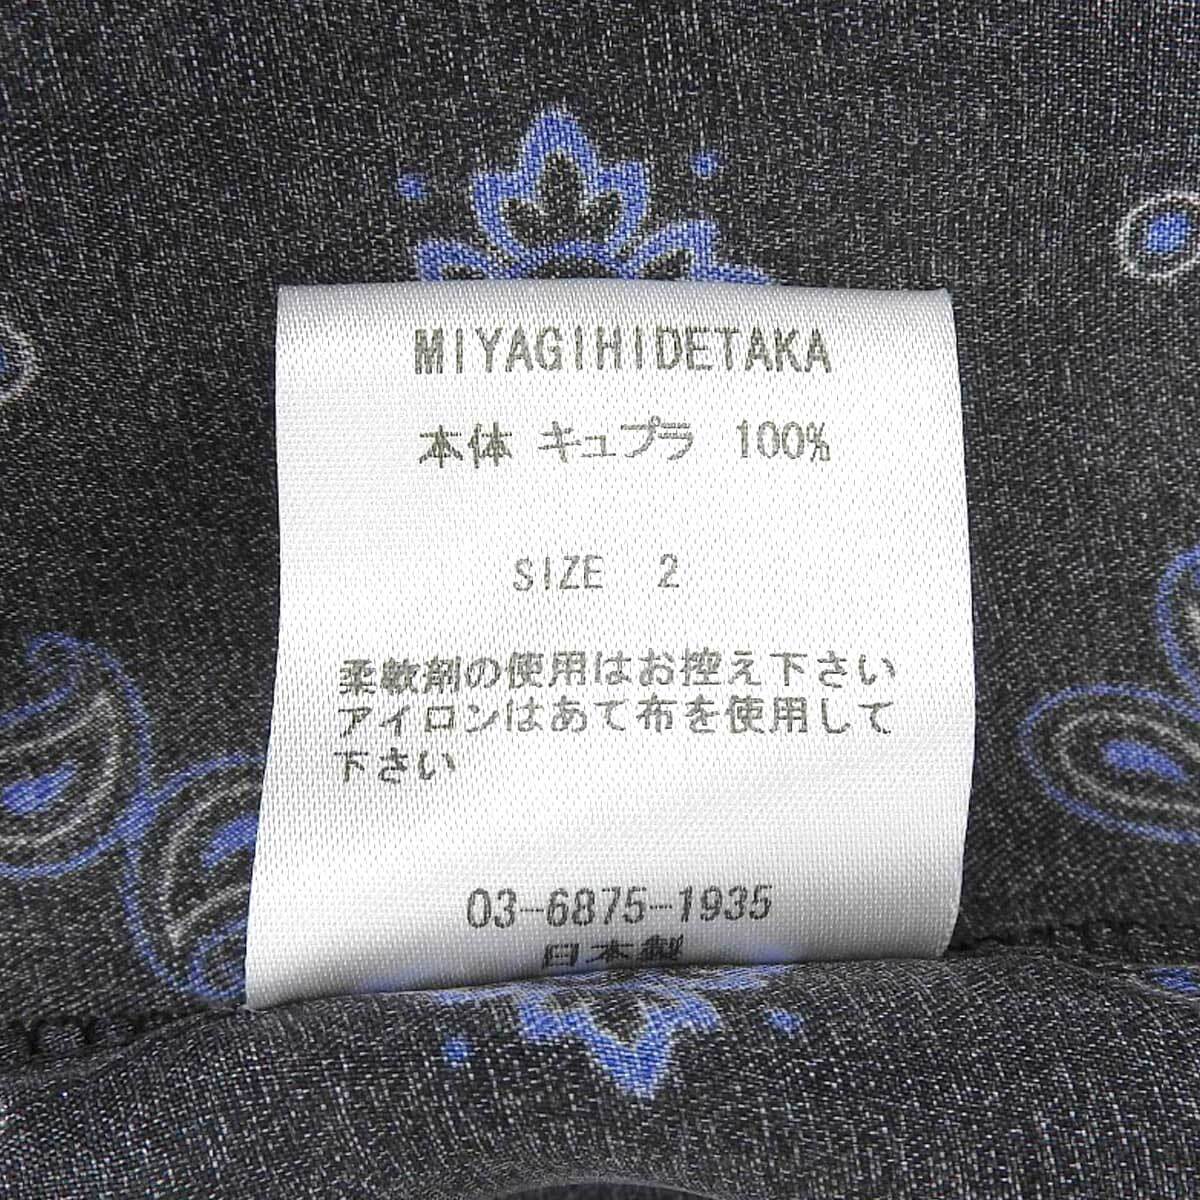 MIYAGIHIDETAKA
本体 キュプラ 100%
SIZE 2
柔軟剤の使用はお控え下さい
アイロンはあて布を使用して
下さい
03-6875-1935
日本製